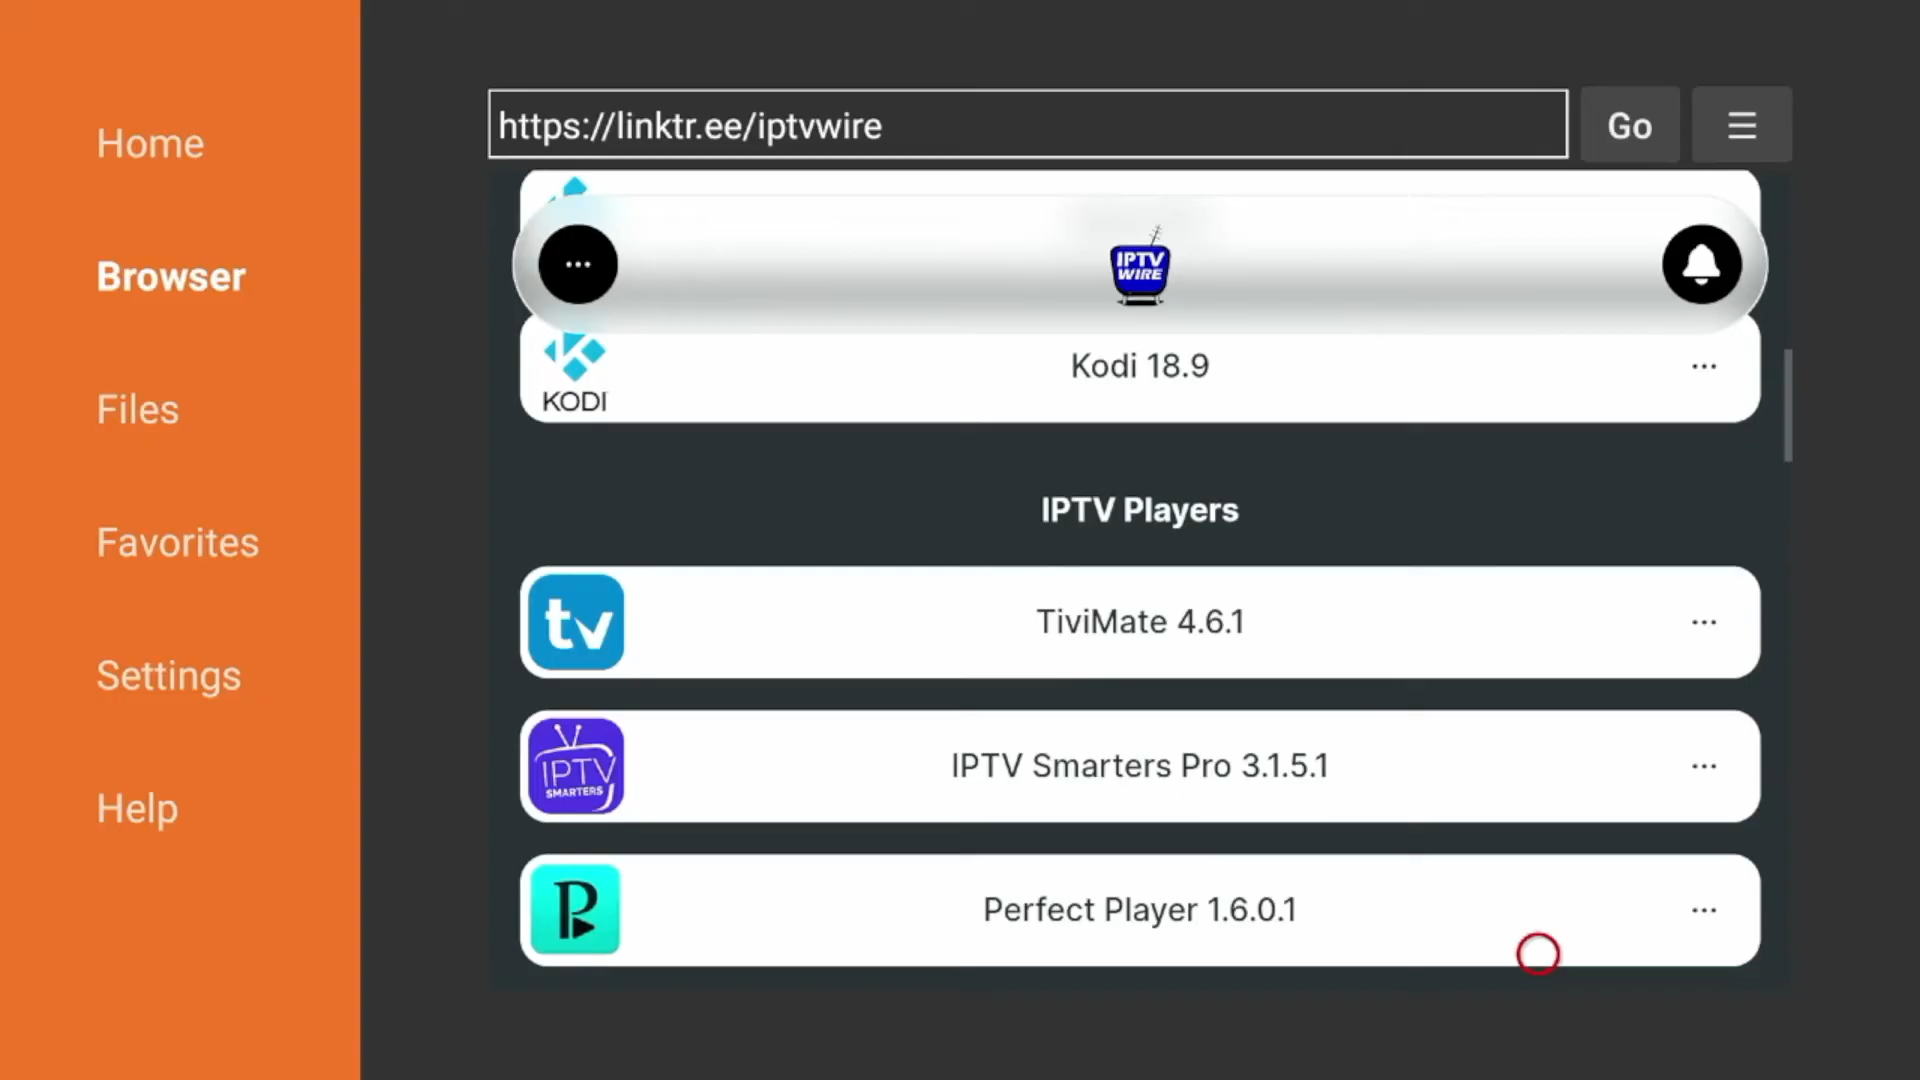 Home
Browser
Files
Favorites
Settings
Help
https://linktr.ee/iptvwire
Go
IPTV
WIRE
KODI
Kodi 18.9
IPTV Players
tv
TiviMate 4.6.1
IPTV
SMARTERS
IPTV Smarters Pro 3.1.5.1
Perfect Player 1.6.0.1